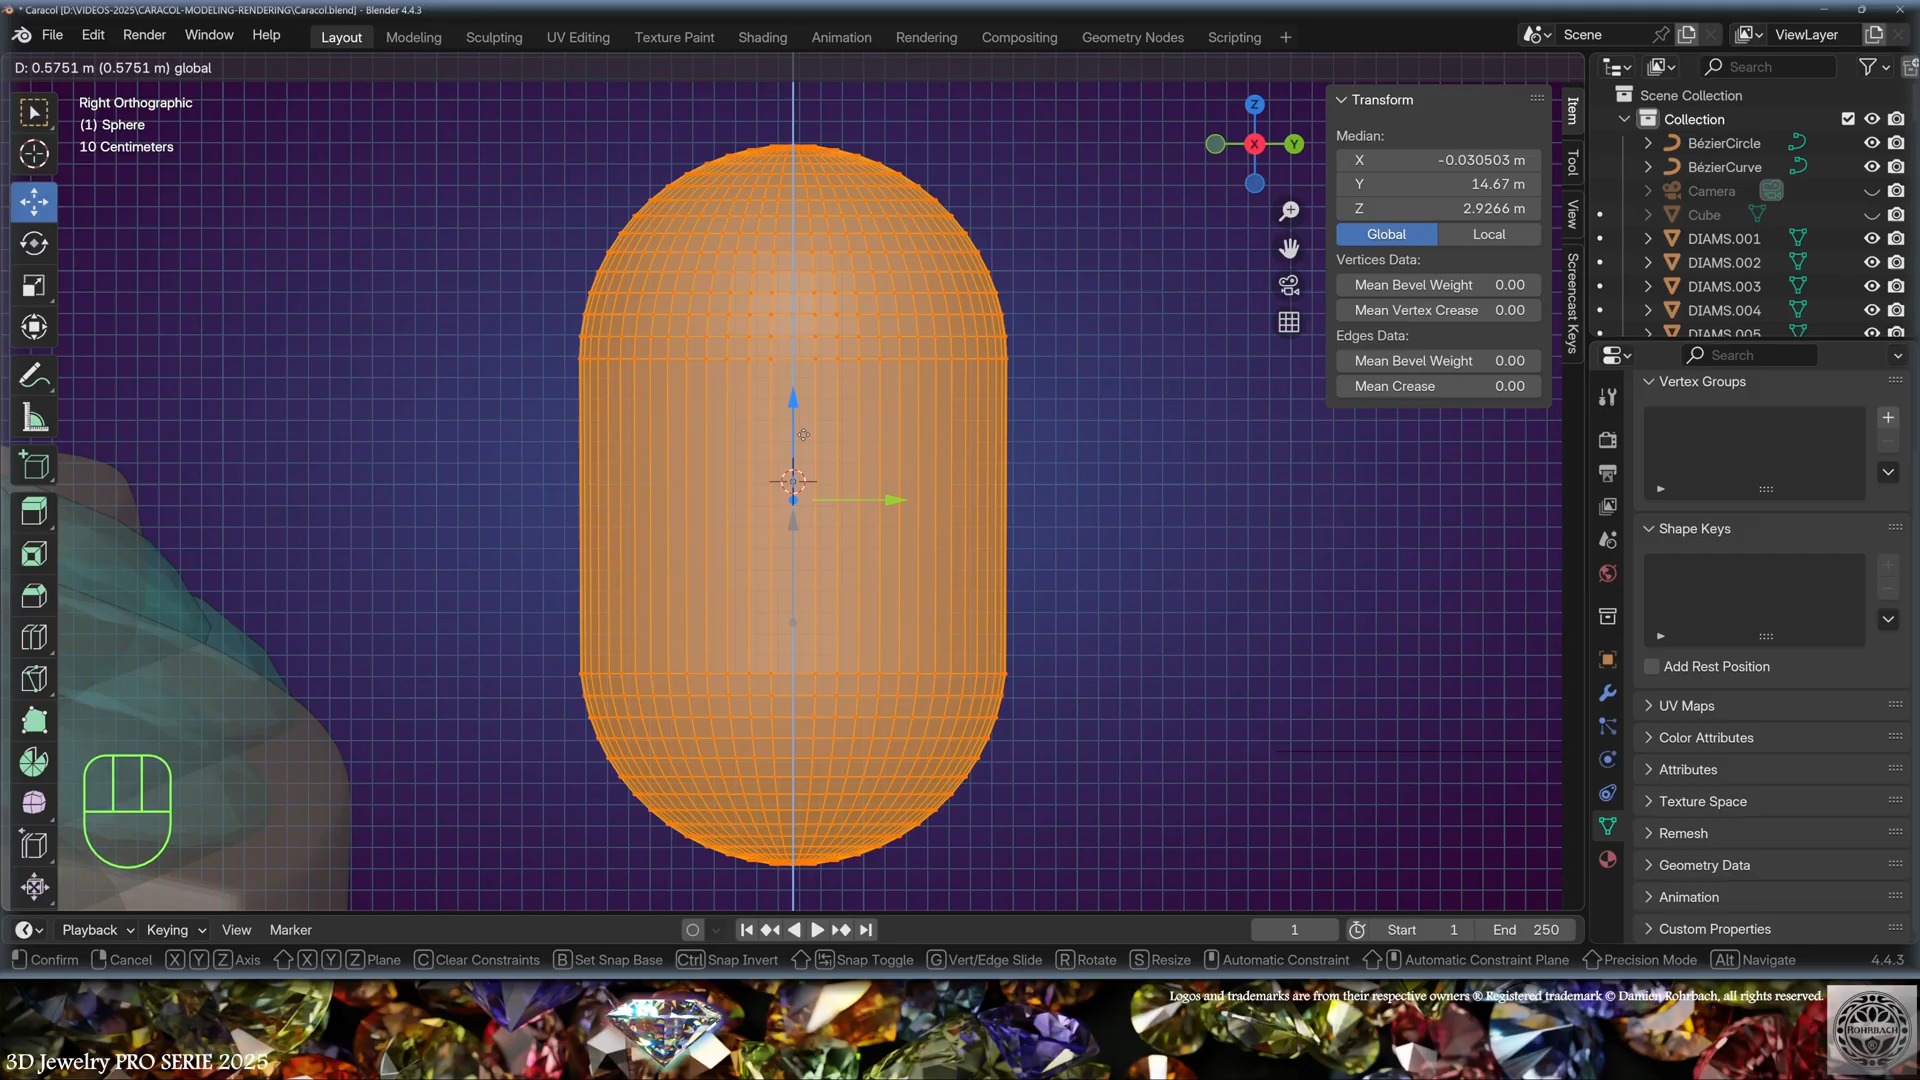 * Caracol [D:\VIDEOS-2025\CARACOL-MODELING-RENDERING\Caracol.blend] - Blender 4.4.3
File Edit Render Window Help Layout Modeling Sculpting UV Editing Texture Paint Shading Animation Rendering Compositing Geometry Nodes Scripting + Scene ViewLayer
D: 0.5751 m (0.5751 m) global
Search
Right Orthographic
(1) Sphere
10 Centimeters
Z
X
Y
Transform
Median:
X -0.030503 m
Y 14.67 m
Z 2.9266 m
Global Local
Vertices Data:
Mean Bevel Weight 0.00
Mean Vertex Crease 0.00
Edges Data:
Mean Bevel Weight 0.00
Mean Crease 0.00
Item
Tool
View
Screencast Keys
Scene Collection
Collection
BézierCircle
BézierCurve
Camera
Cube
DIAMS.001
DIAMS.002
DIAMS.003
DIAMS.004
DIAMS.005
Search
Vertex Groups
Shape Keys
Add Rest Position
UV Maps
Color Attributes
Attributes
Texture Space
Remesh
Geometry Data
Animation
Custom Properties
Playback Keying View Marker 1 Start 1 End 250
Confirm Cancel X Y Z Axis X Y Z Plane C Clear Constraints B Set Snap Base Ctrl Snap Invert Snap Toggle G Vert/Edge Slide R Rotate S Resize Automatic Constraint Automatic Constraint Plane Precision Mode Alt Navigate 4.4.3
Logos and trademarks are from their respective owners ® Registered trademark © Damien Rohrbach, all rights reserved.
ROHRBACH
3D Jewelry PRO SERIE 2025